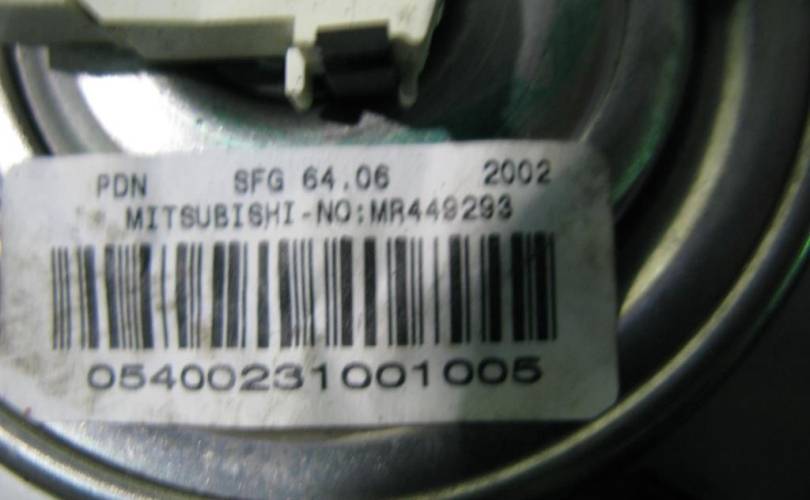 PDN SFG 64.06 2002
MITSUBISHI-NO:MR449293
05400231001005